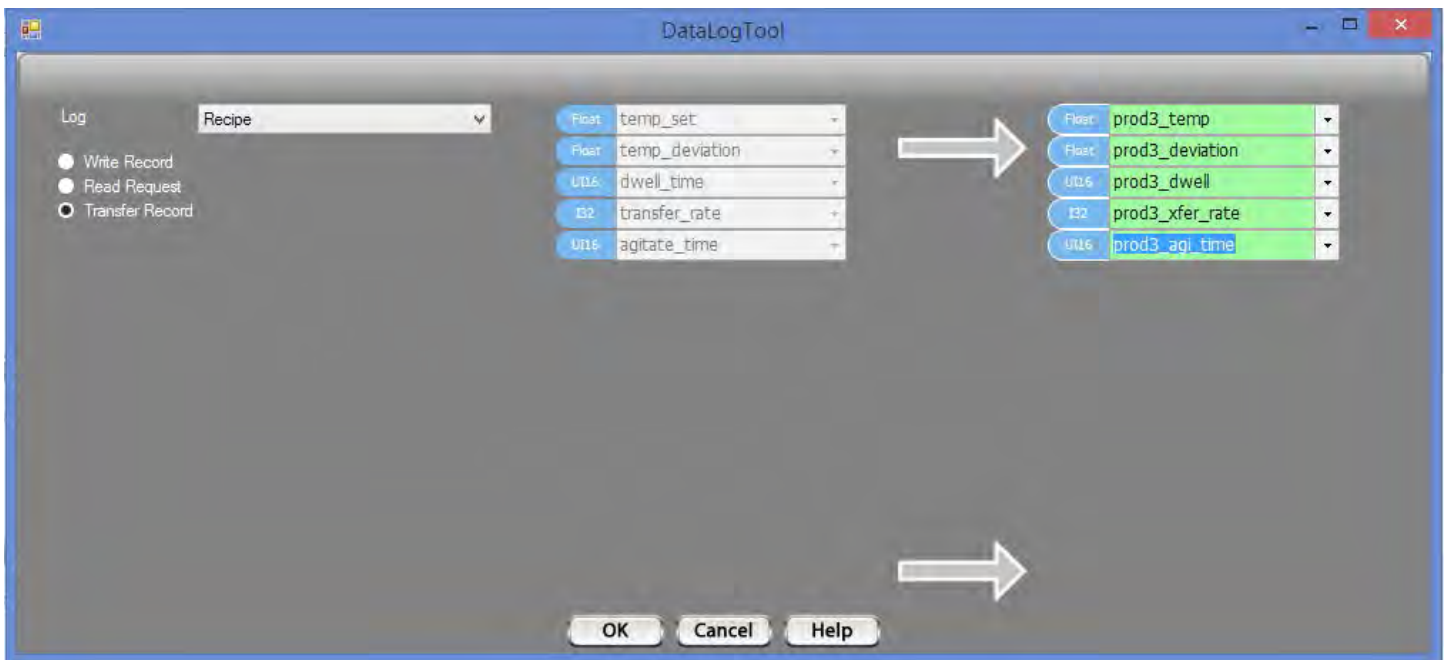 DataLogTool
Log Recipe
Write Record
Read Request
Transfer Record
Float temp_set
Float temp_deviation
UI16 dwell_time
I32 transfer_rate
UI16 agitate_time
Float prod3_temp
Float prod3_deviation
UI16 prod3_dwell
I32 prod3_xfer_rate
UI16 prod3_agi_time
OK Cancel Help